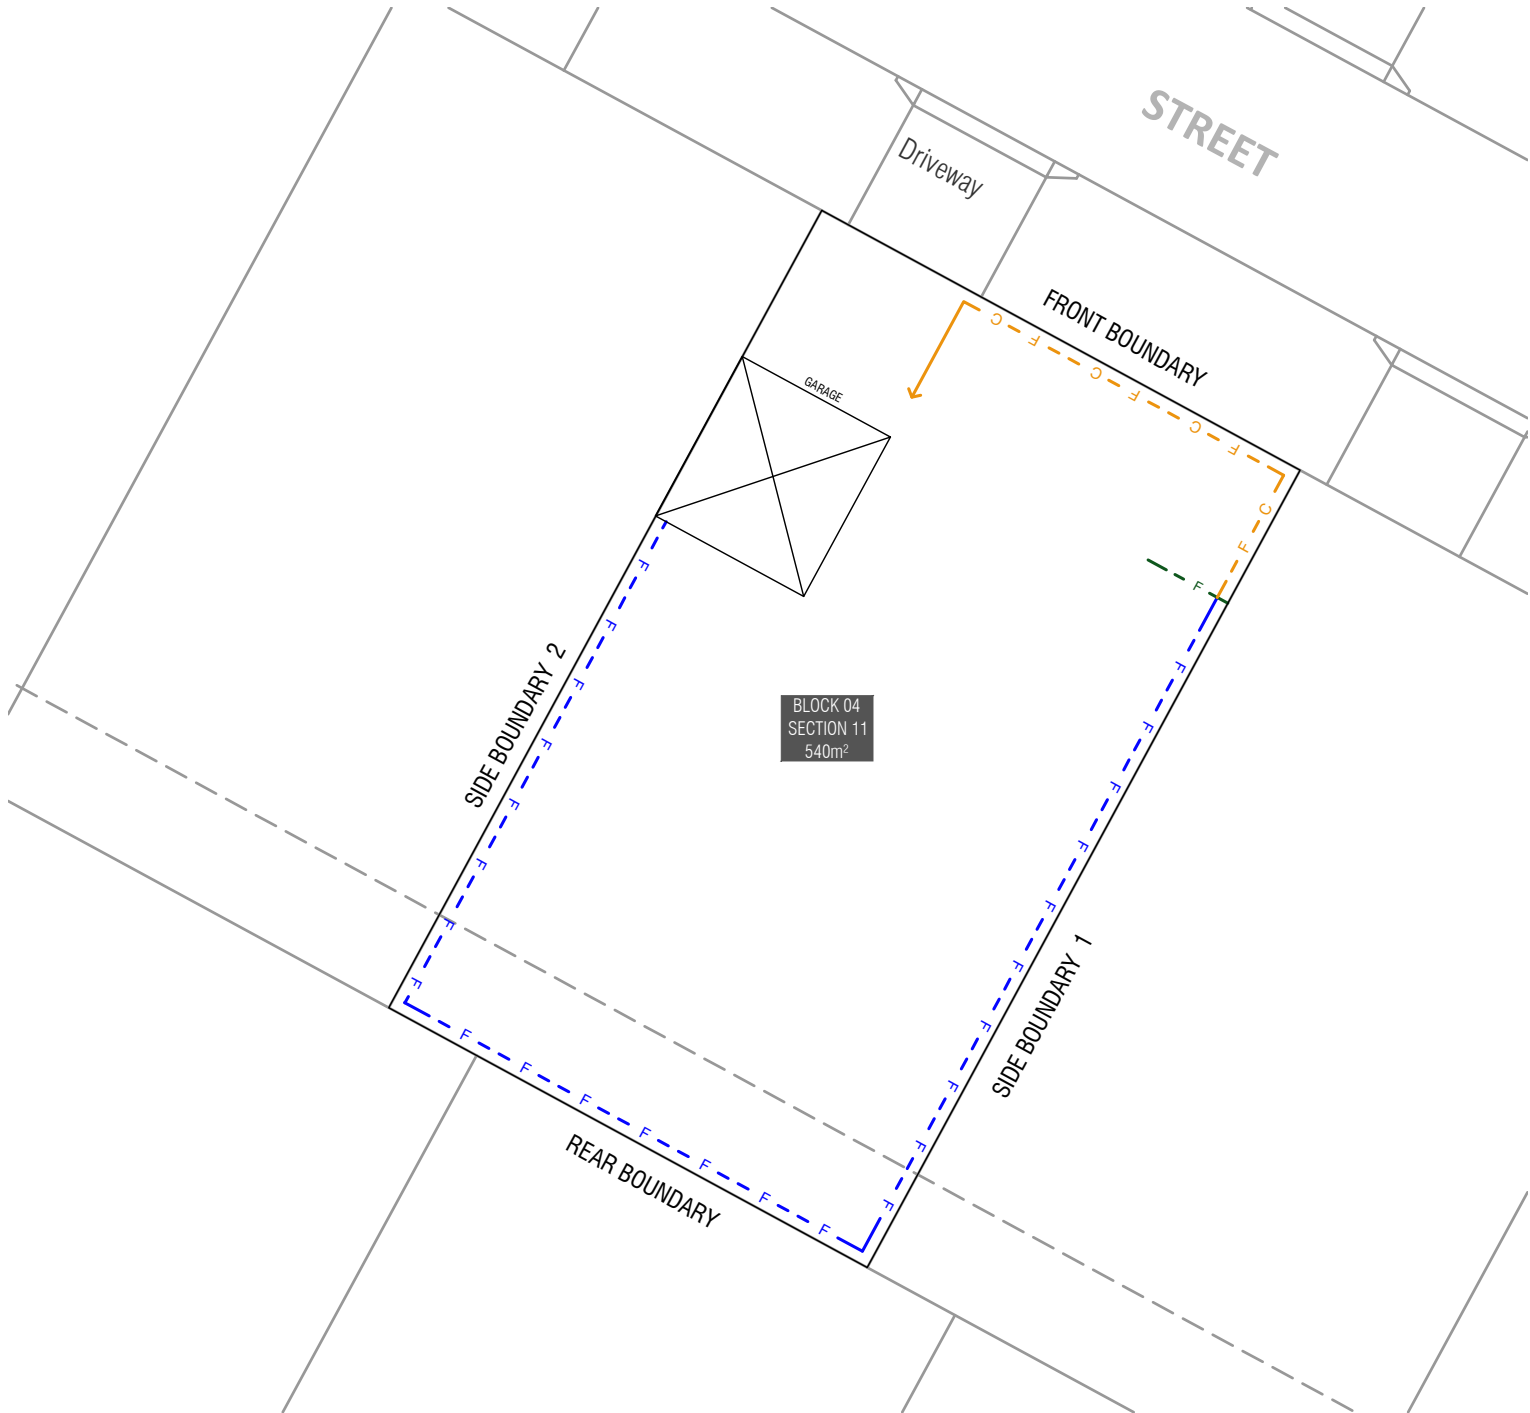 STREET
Driveway
FRONT BOUNDARY
C F C F C F
C
F
GARAGE
F
F
F
F
F
F
F
F
F
SIDE BOUNDARY 2
BLOCK 04
SECTION 11
540m²
F
F
F
F
F
F
F
F
F
F
SIDE BOUNDARY 1
F F F F F F F
REAR BOUNDARY